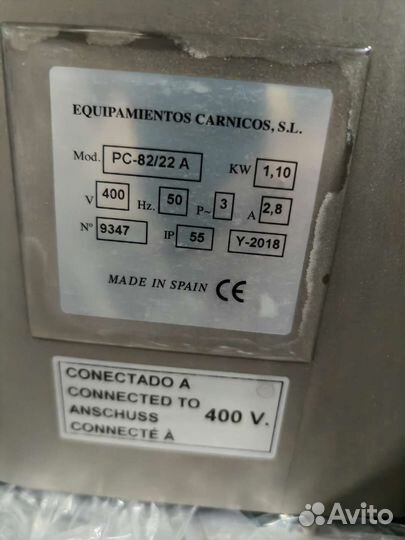 EQUIPAMIENTOS CARNICOS, S.L.
Mod. PC-82/22 A KW 1,10
V 400 Hz. 50 P~ 3 A 2,8
Nº 9347 IP 55 Y-2018
MADE IN SPAIN CE
CONECTADO A
CONNECTED TO
ANSCHUSS 400 V.
CONNECTÉ À
Avito